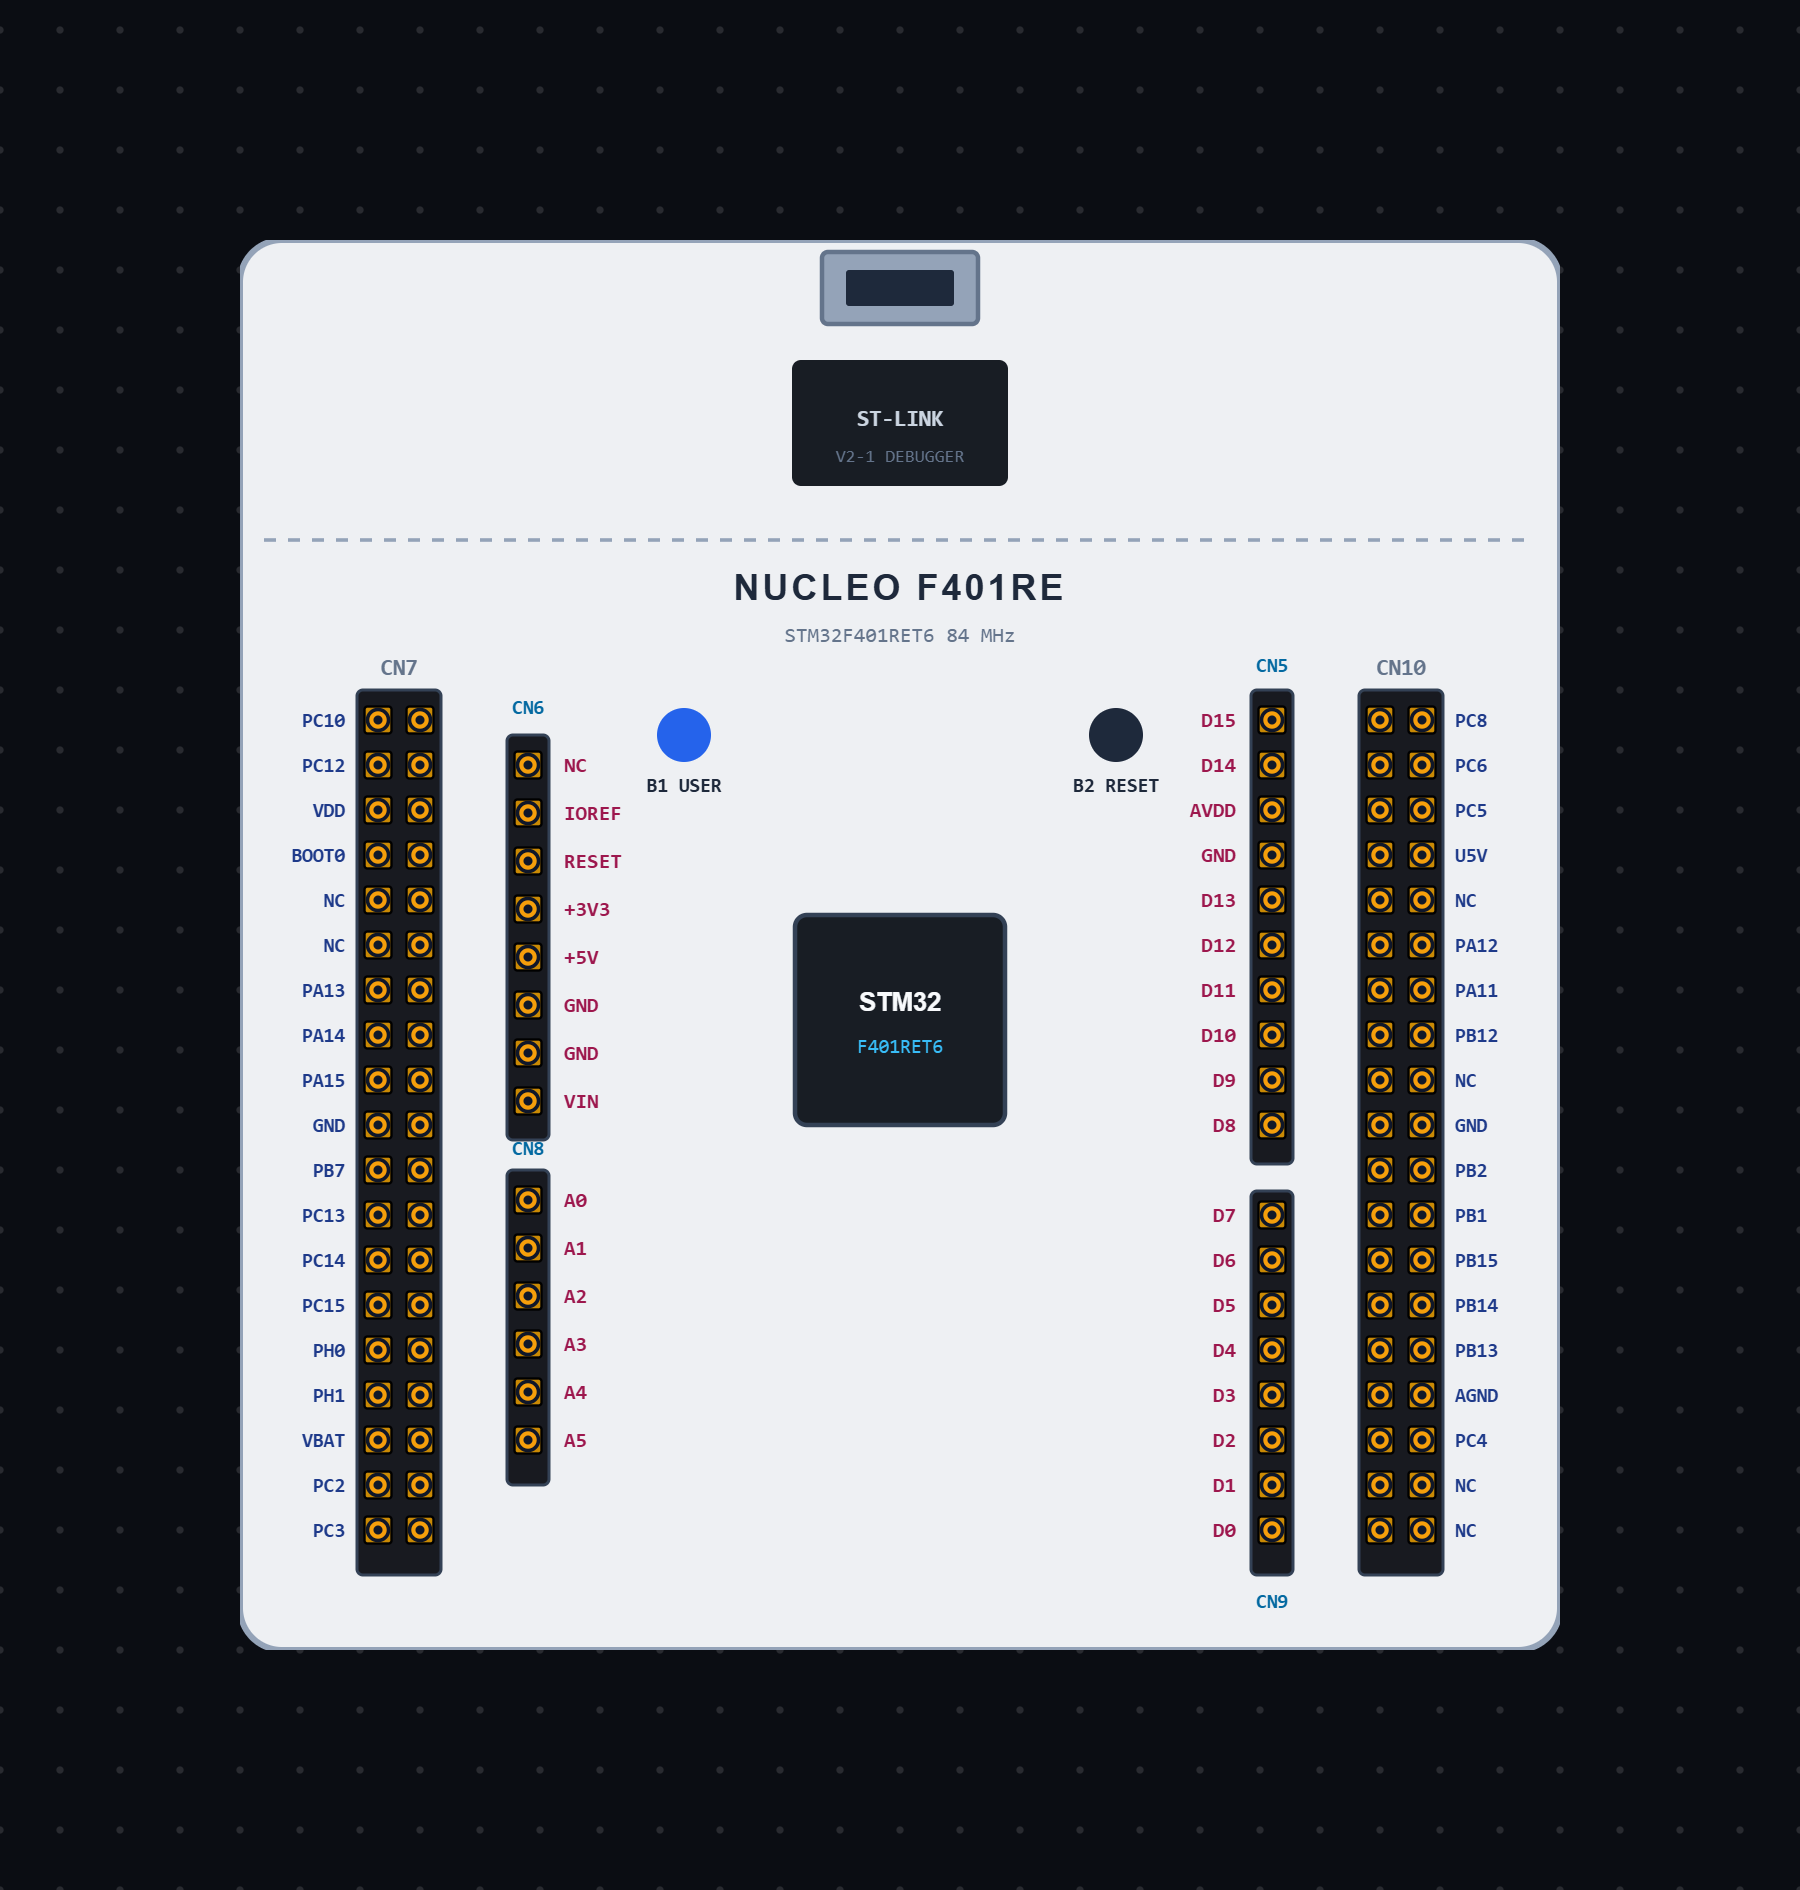 ST-LINK
V2-1 DEBUGGER
NUCLEO F401RE
STM32F401RET6 84 MHz
CN7
PC10
PC12
VDD
BOOT0
NC
NC
PA13
PA14
PA15
GND
PB7
PC13
PC14
PC15
PH0
PH1
VBAT
PC2
PC3
CN6
NC
IOREF
RESET
+3V3
+5V
GND
GND
VIN
CN8
A0
A1
A2
A3
A4
A5
B1 USER
B2 RESET
STM32
F401RET6
CN5
D15
D14
AVDD
GND
D13
D12
D11
D10
D9
D8
D7
D6
D5
D4
D3
D2
D1
D0
CN9
CN10
PC8
PC6
PC5
U5V
NC
PA12
PA11
PB12
NC
GND
PB2
PB1
PB15
PB14
PB13
AGND
PC4
NC
NC